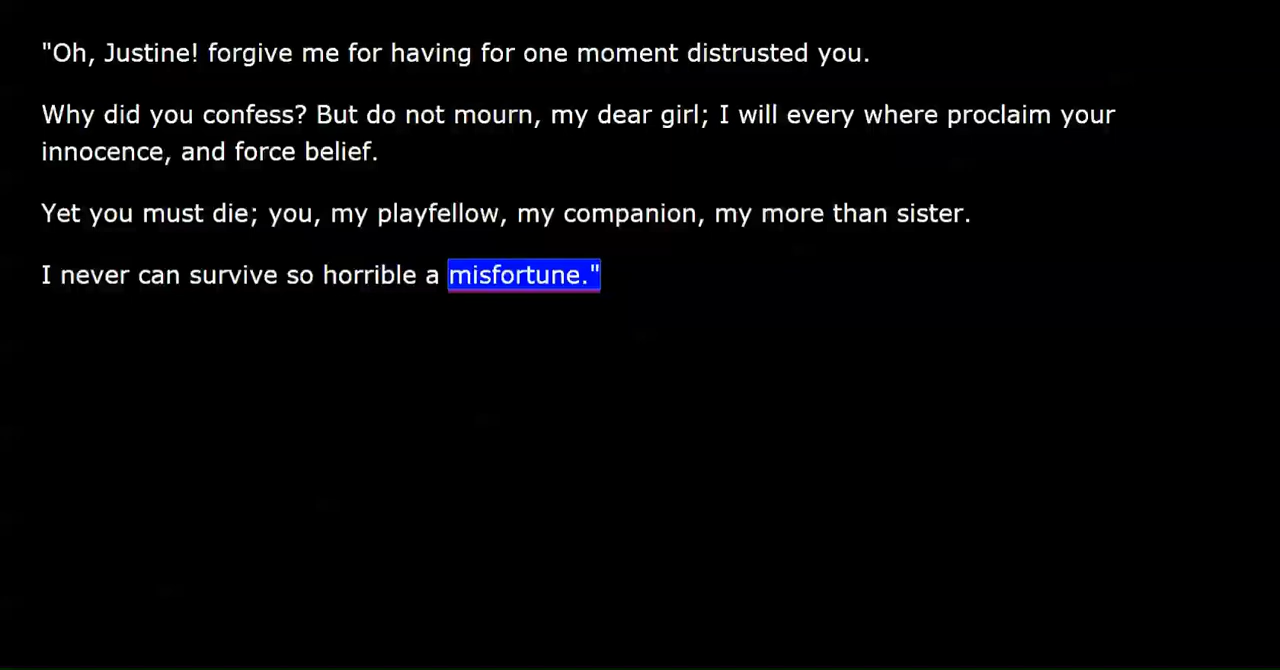 "Oh, Justine! forgive me for having for one moment distrusted you.
Why did you confess? But do not mourn, my dear girl; I will every where proclaim your
innocence, and force belief.
Yet you must die; you, my playfellow, my companion, my more than sister.
I never can survive so horrible a misfortune."